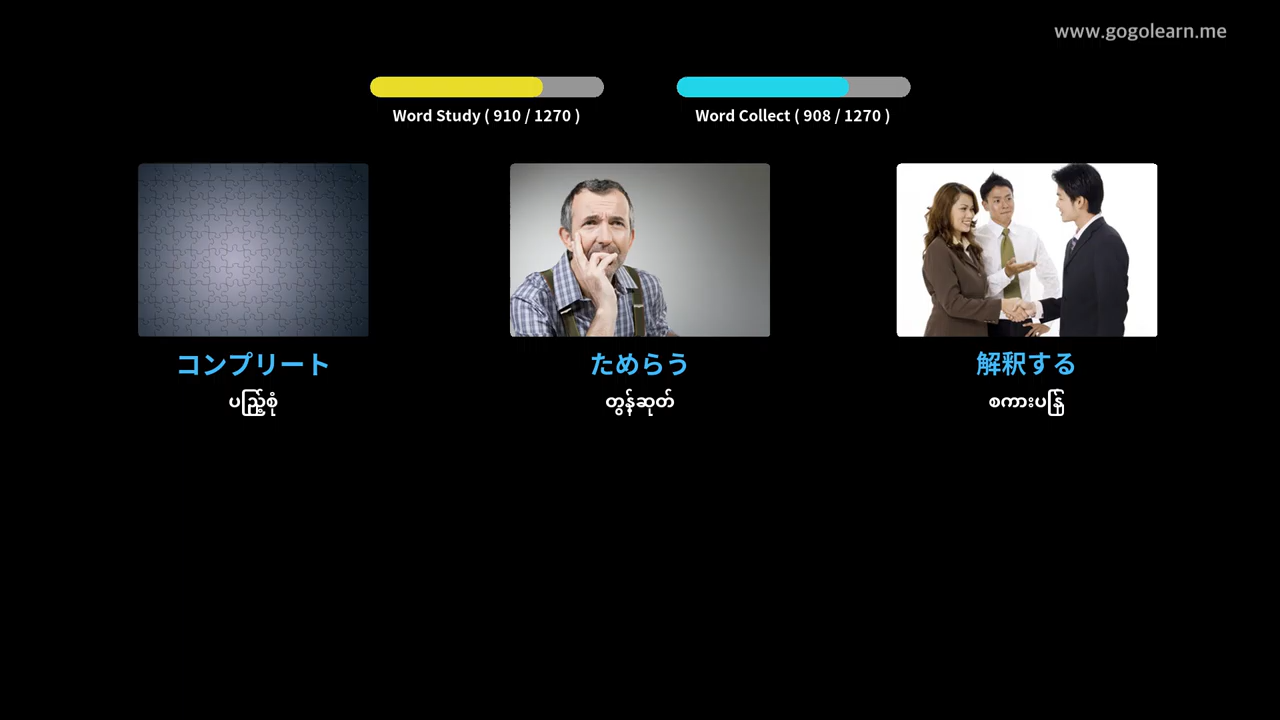 www.gogolearn.me
Word Study ( 910 / 1270 )
Word Collect ( 908 / 1270 )
コンプリート
ためらう
解釈する
ပြည့်စုံ
တွန့်ဆုတ်
စကားပြန်